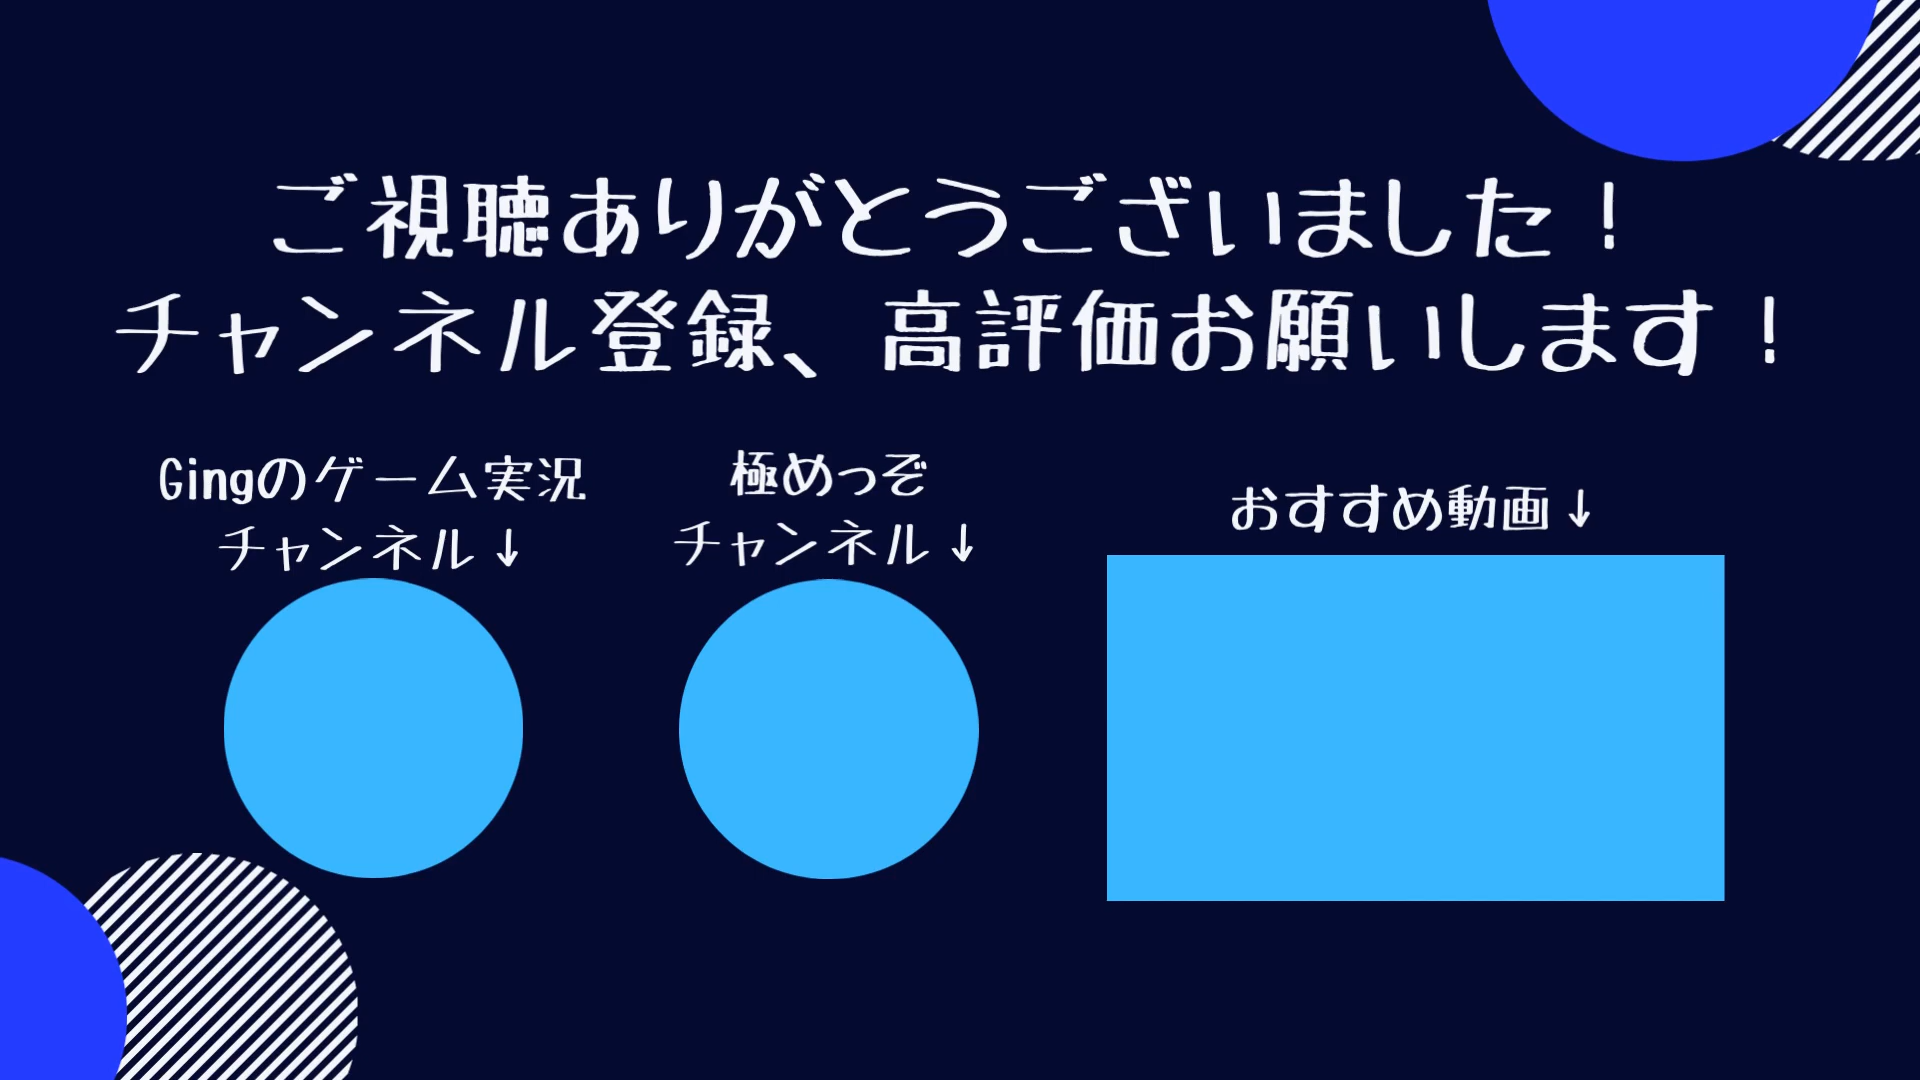 ご視聴ありがとうございました！
チャンネル登録、高評価お願いします！
Gingのゲーム実況
チャンネル↓
極めっぞ
チャンネル↓
おすすめ動画↓